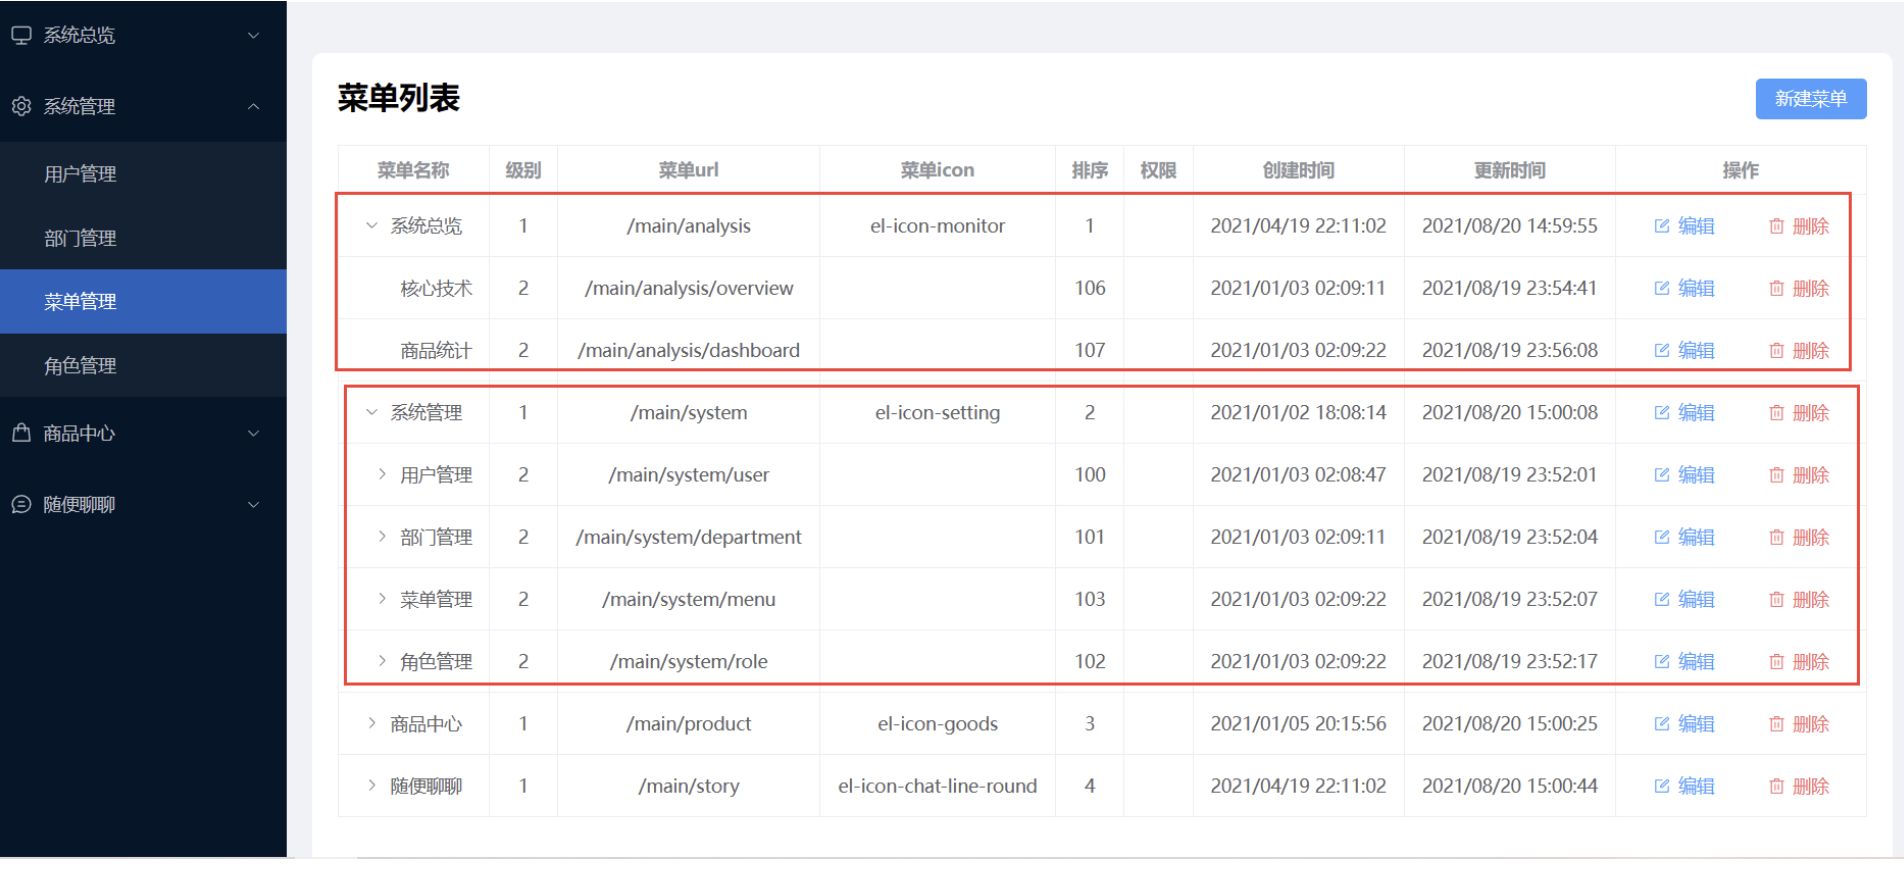 系统总览
系统管理
用户管理
部门管理
菜单管理
角色管理
商品中心
随便聊聊
菜单列表
新建菜单
菜单名称 级别 菜单url 菜单icon 排序 权限 创建时间 更新时间 操作
系统总览 1 /main/analysis el-icon-monitor 1 2021/04/19 22:11:02 2021/08/20 14:59:55 编辑 删除
核心技术 2 /main/analysis/overview 106 2021/01/03 02:09:11 2021/08/19 23:54:41 编辑 删除
商品统计 2 /main/analysis/dashboard 107 2021/01/03 02:09:22 2021/08/19 23:56:08 编辑 删除
系统管理 1 /main/system el-icon-setting 2 2021/01/02 18:08:14 2021/08/20 15:00:08 编辑 删除
用户管理 2 /main/system/user 100 2021/01/03 02:08:47 2021/08/19 23:52:01 编辑 删除
部门管理 2 /main/system/department 101 2021/01/03 02:09:11 2021/08/19 23:52:04 编辑 删除
菜单管理 2 /main/system/menu 103 2021/01/03 02:09:22 2021/08/19 23:52:07 编辑 删除
角色管理 2 /main/system/role 102 2021/01/03 02:09:22 2021/08/19 23:52:17 编辑 删除
商品中心 1 /main/product el-icon-goods 3 2021/01/05 20:15:56 2021/08/20 15:00:25 编辑 删除
随便聊聊 1 /main/story el-icon-chat-line-round 4 2021/04/19 22:11:02 2021/08/20 15:00:44 编辑 删除